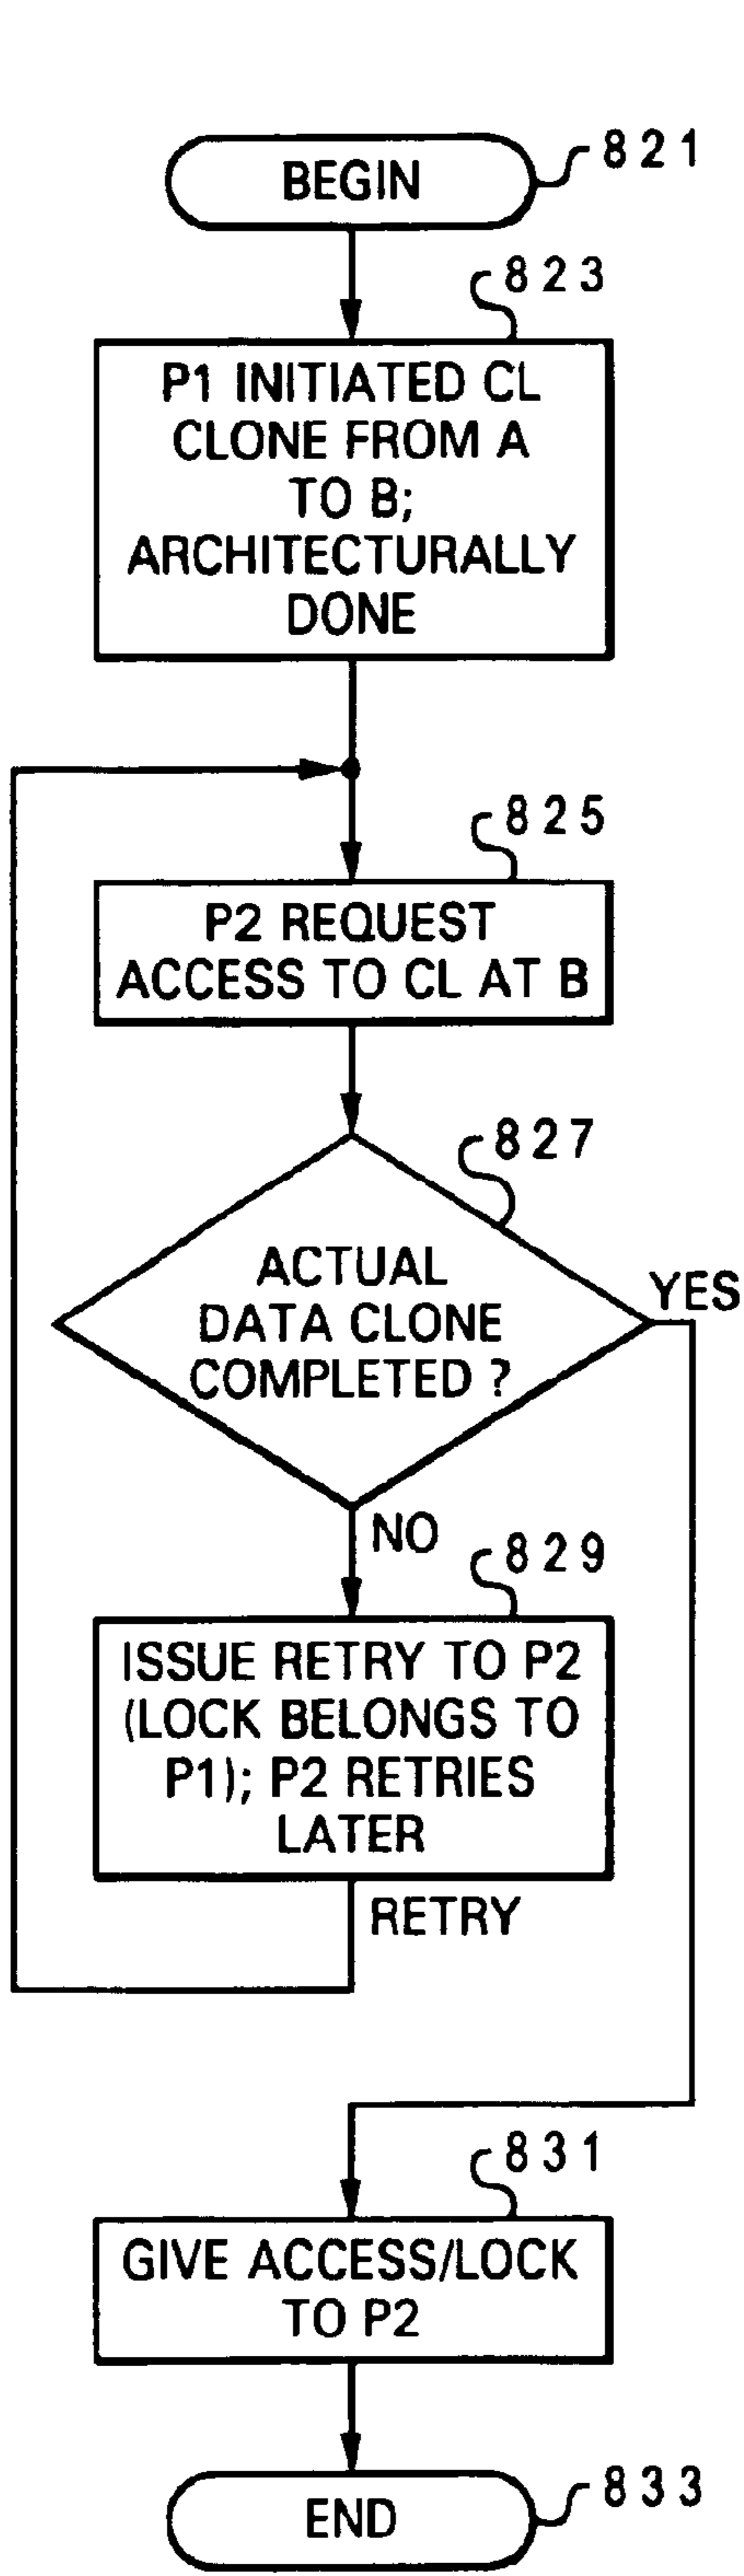 821
BEGIN
823
P1 INITIATED CL
CLONE FROM A
TO B;
ARCHITECTURALLY
DONE
825
P2 REQUEST
ACCESS TO CL AT B
827
ACTUAL
DATA CLONE
COMPLETED ?
YES
NO
829
ISSUE RETRY TO P2
(LOCK BELONGS TO
P1); P2 RETRIES
LATER
RETRY
831
GIVE ACCESS/LOCK
TO P2
END
833